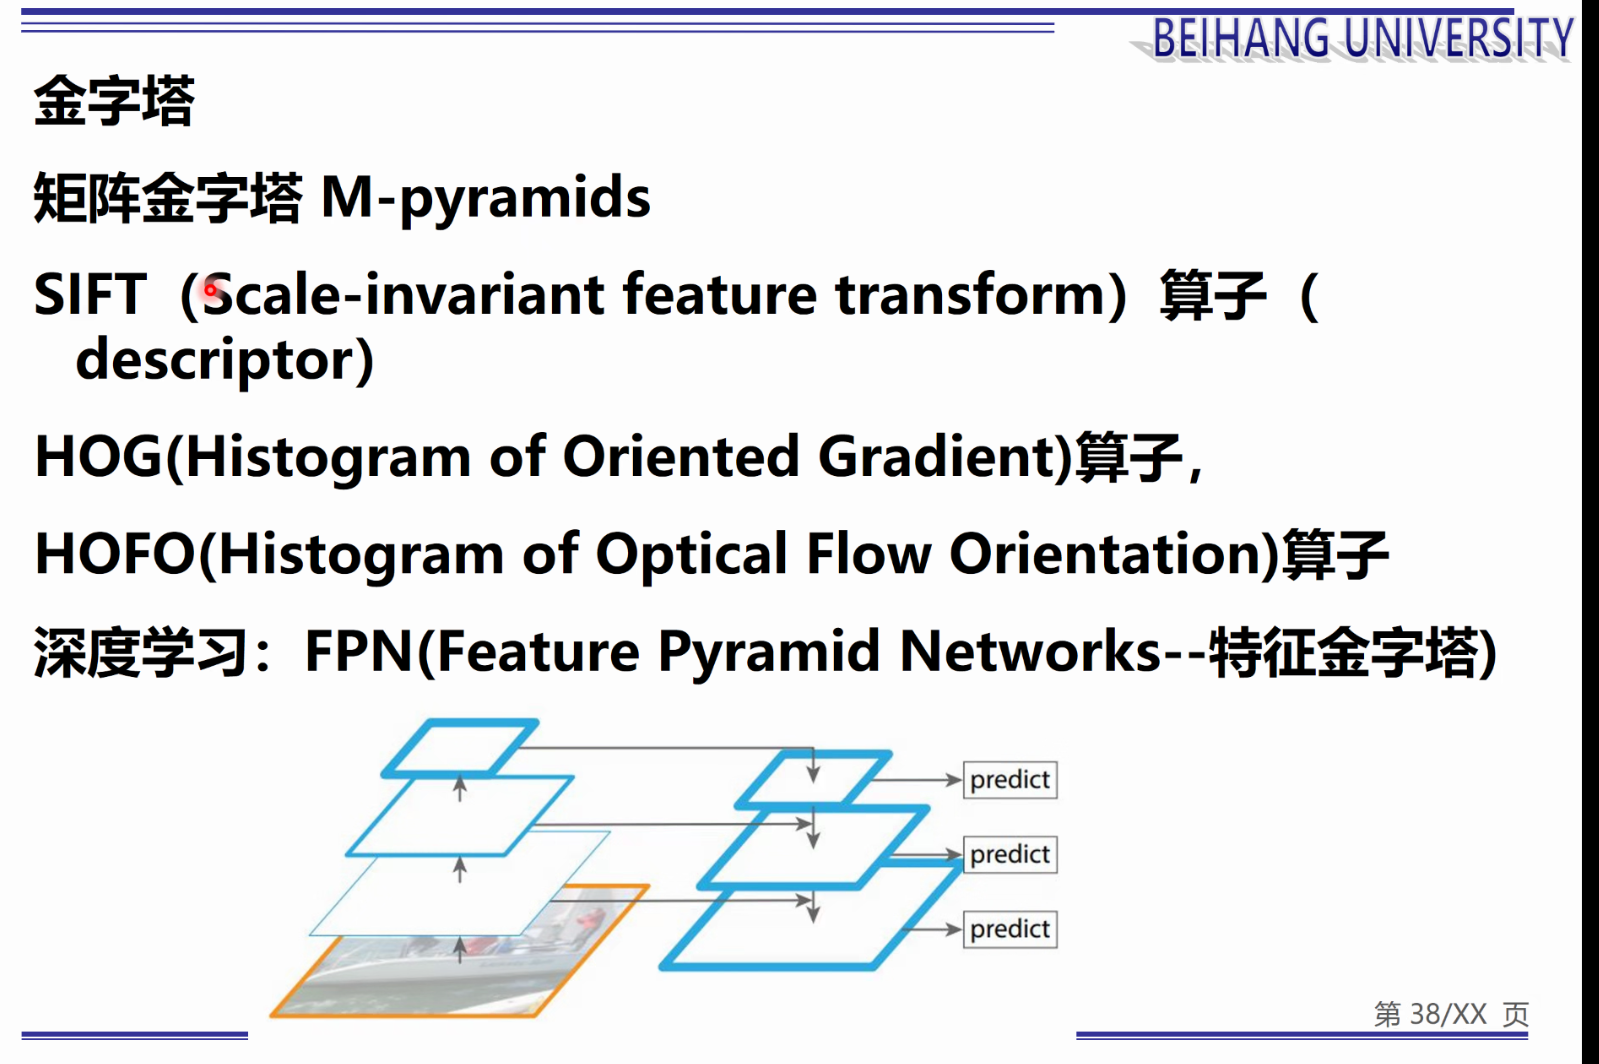 BEIHANG UNIVERSITY
金字塔
矩阵金字塔 M-pyramids
SIFT（Scale-invariant feature transform）算子（
descriptor)
HOG(Histogram of Oriented Gradient)算子,
HOFO(Histogram of Optical Flow Orientation)算子
深度学习：FPN(Feature Pyramid Networks--特征金字塔)
predict
predict
predict
第 38/XX 页